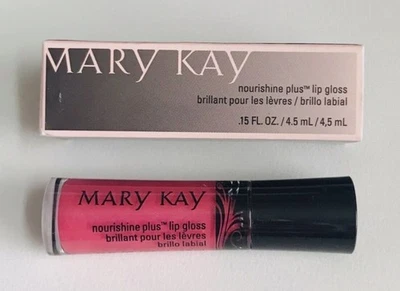 MARY KAY
nourishine plus™ lip gloss
brillant pour les lèvres / brillo labial
.15 FL. OZ. / 4.5 mL / 4,5 mL
MARY KAY
nourishine plus™ lip gloss
brillant pour les lèvres
brillo labial